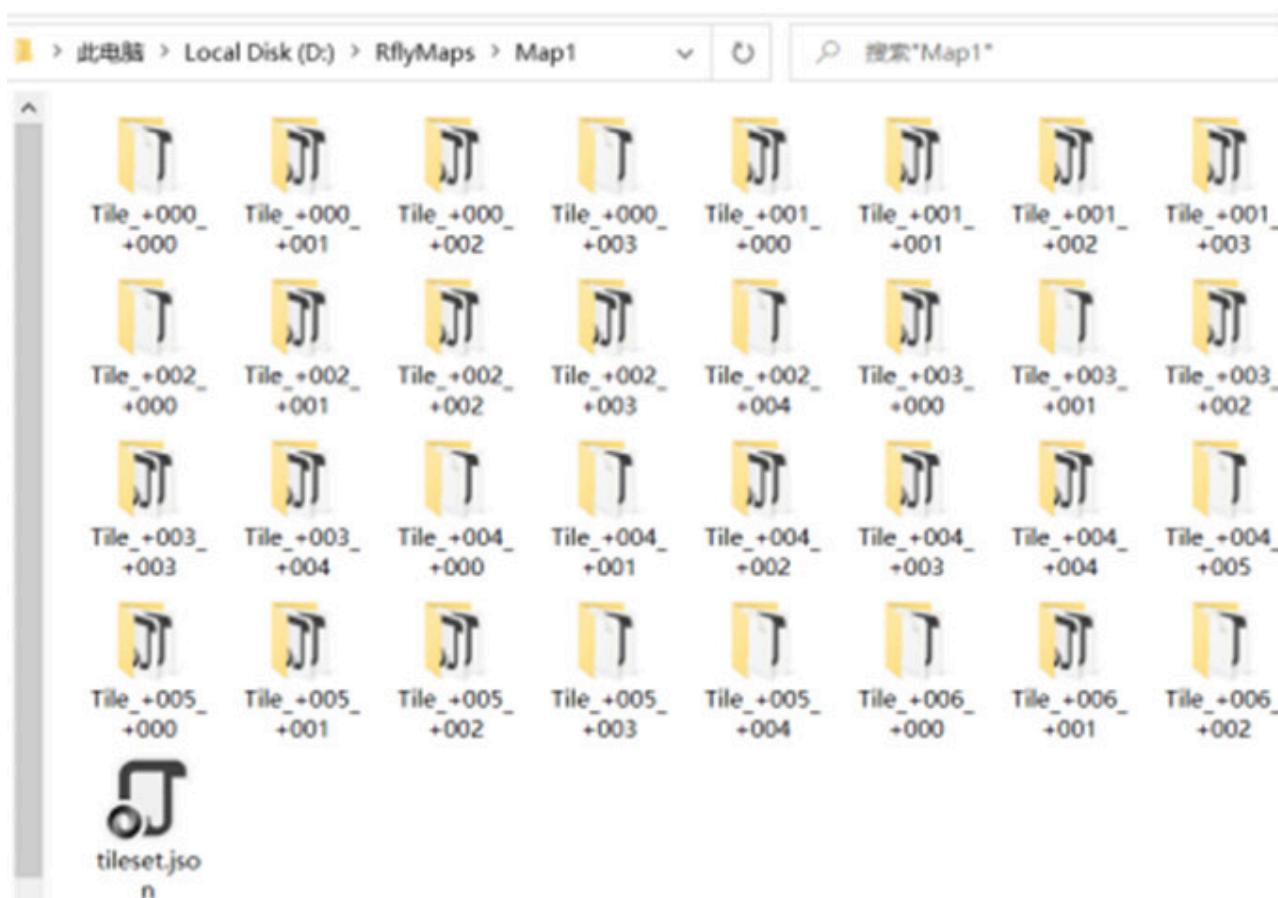 此电脑 > Local Disk (D:) > RflyMaps > Map1 搜索"Map1"
Tile_+000_ Tile_+000_ Tile_+000_ Tile_+000_ Tile_+001_ Tile_+001_ Tile_+001_ Tile_+001_
+000 +001 +002 +003 +000 +001 +002 +003
Tile_+002_ Tile_+002_ Tile_+002_ Tile_+002_ Tile_+002_ Tile_+003_ Tile_+003_ Tile_+003_
+000 +001 +002 +003 +004 +000 +001 +002
Tile_+003_ Tile_+003_ Tile_+004_ Tile_+004_ Tile_+004_ Tile_+004_ Tile_+004_ Tile_+004_
+003 +004 +000 +001 +002 +003 +004 +005
Tile_+005_ Tile_+005_ Tile_+005_ Tile_+005_ Tile_+005_ Tile_+006_ Tile_+006_ Tile_+006_
+000 +001 +002 +003 +004 +000 +001 +002
tileset.jso
n